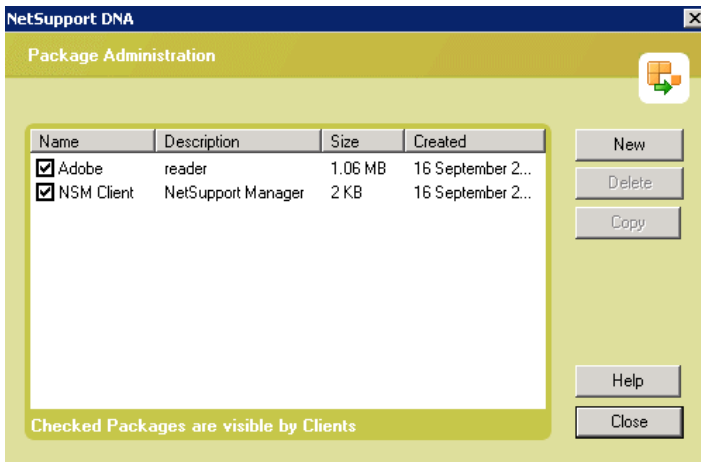 NetSupport DNA
Package Administration
Name Description Size Created
Adobe reader 1.06 MB 16 September 2...
NSM Client NetSupport Manager 2 KB 16 September 2...
New
Delete
Copy
Help
Close
Checked Packages are visible by Clients